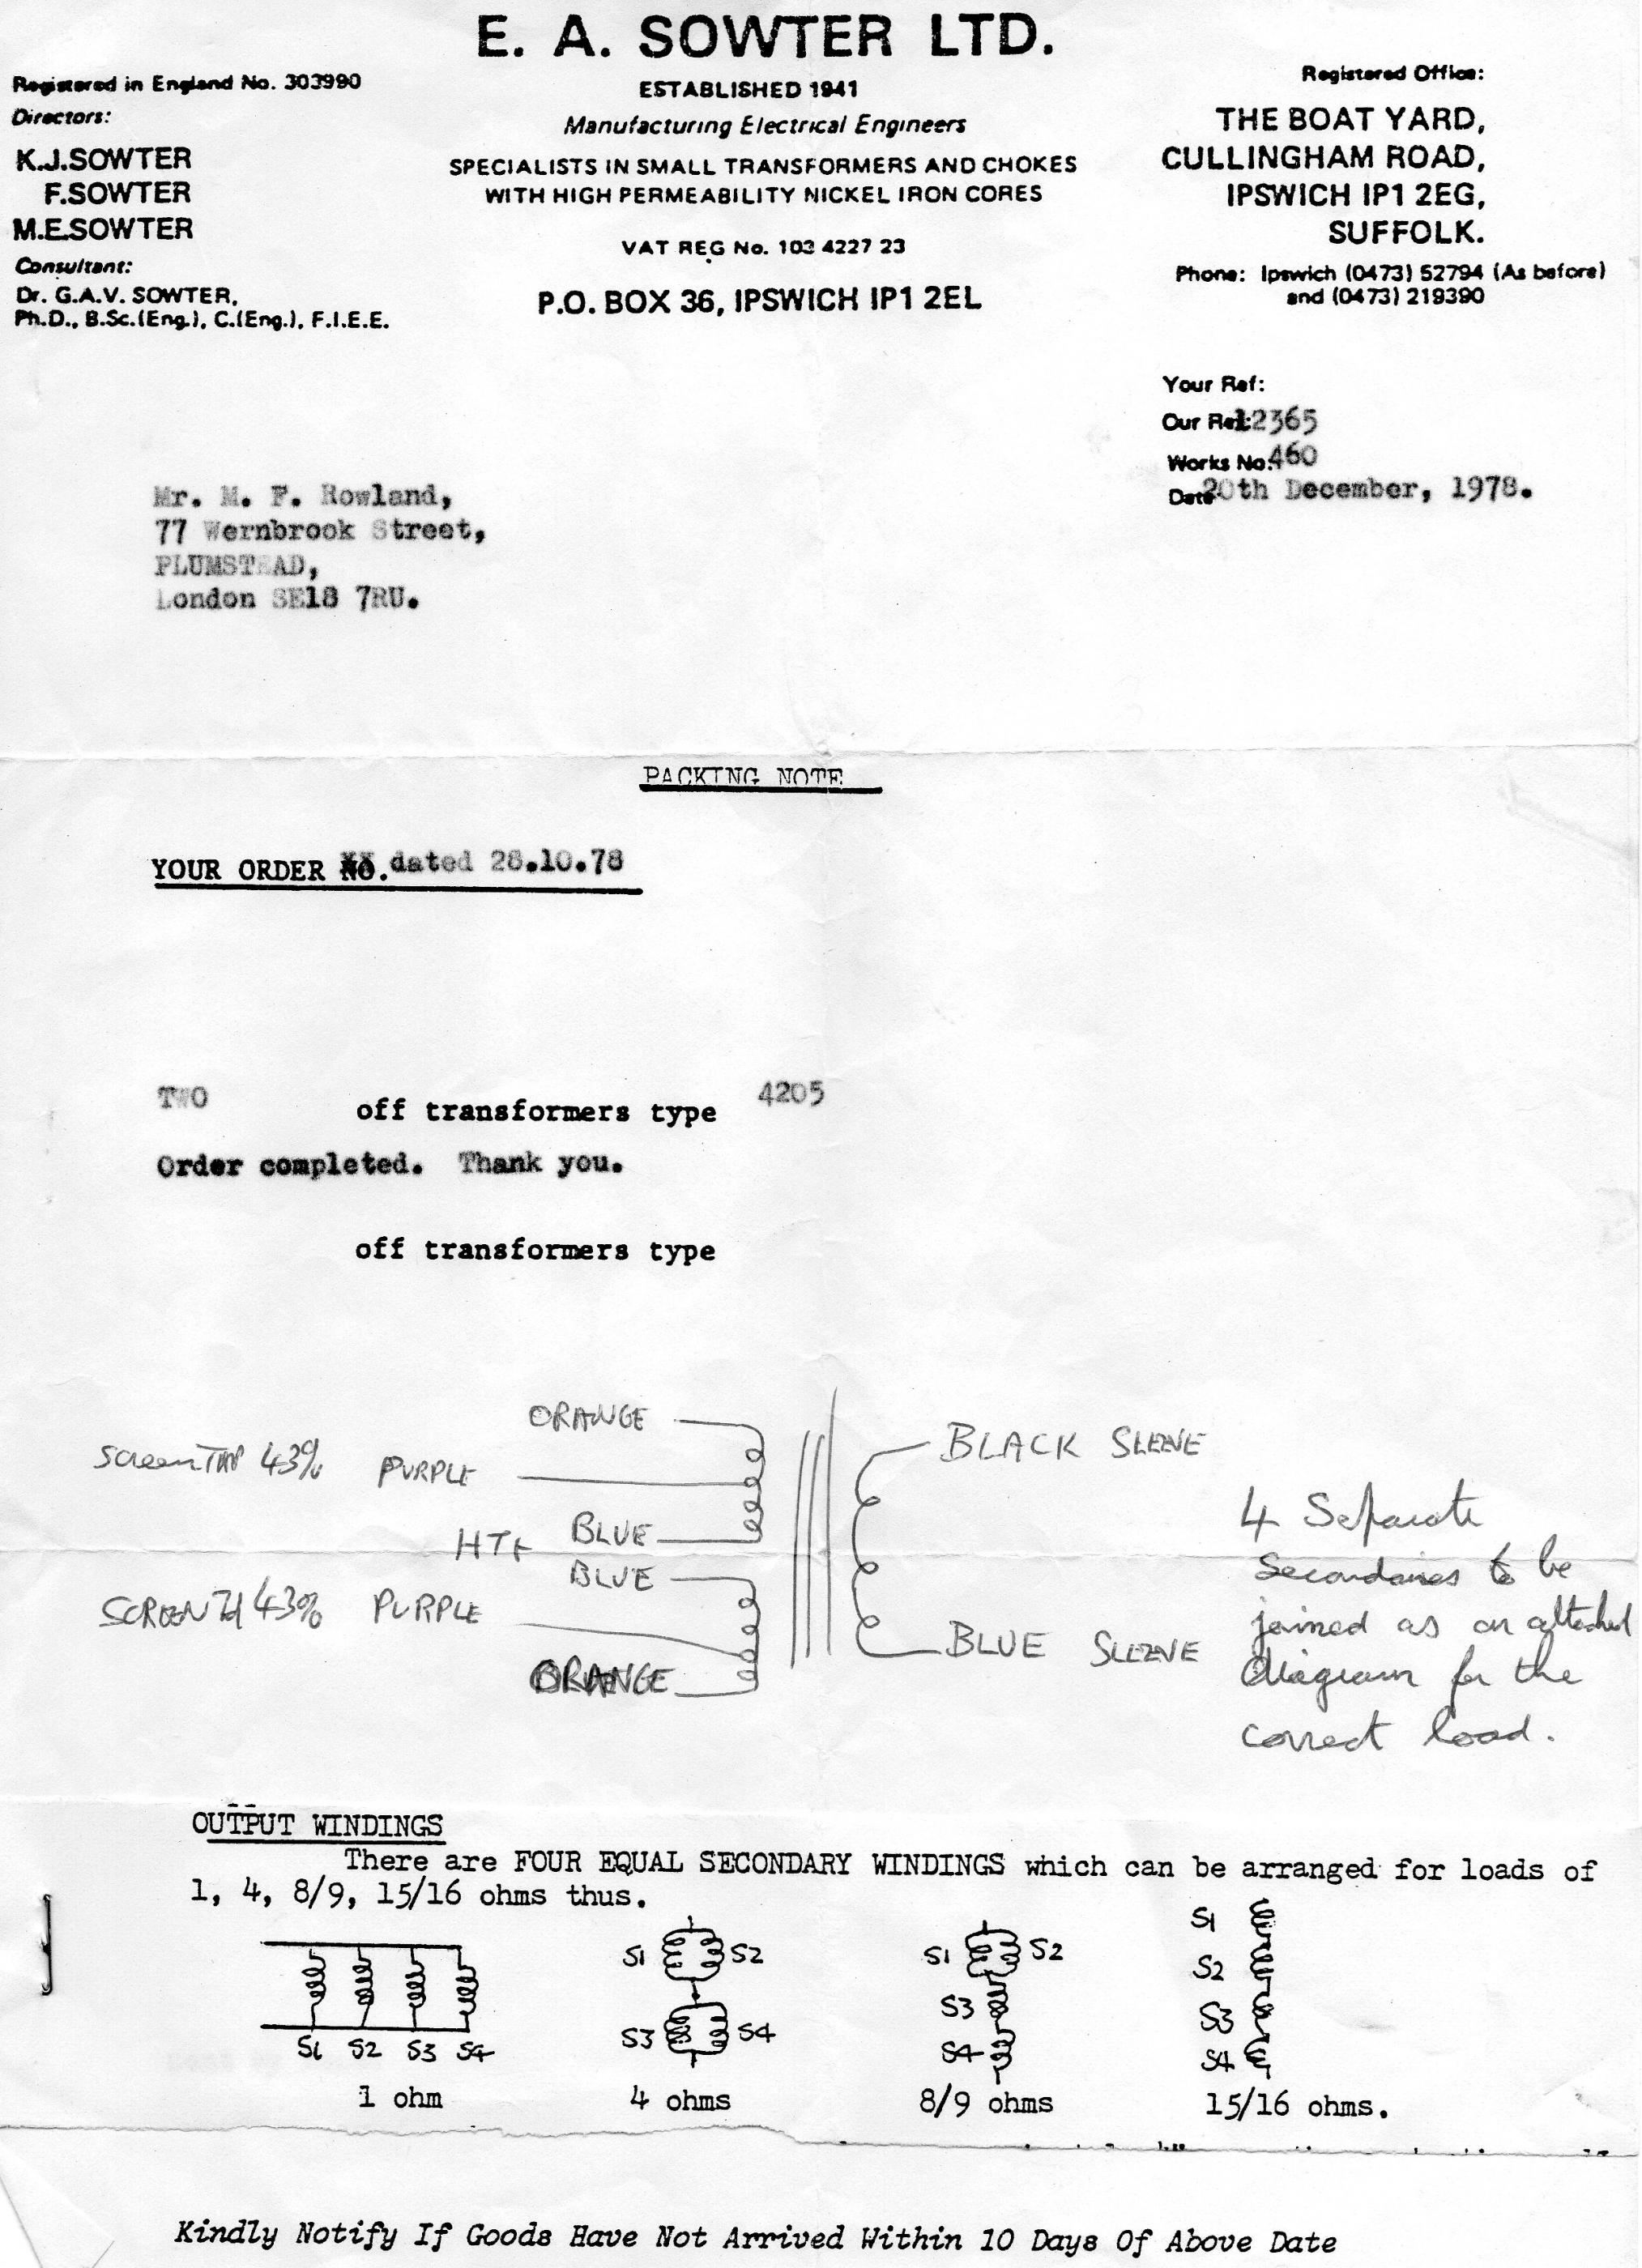 E. A. SOWTER LTD.
Registered in England No. 303990
Directors:
K.J.SOWTER
F.SOWTER
M.E.SOWTER
Consultant:
Dr. G.A.V. SOWTER,
Ph.D., B.Sc.(Eng.), C.(Eng.), F.I.E.E.
ESTABLISHED 1941
Manufacturing Electrical Engineers
SPECIALISTS IN SMALL TRANSFORMERS AND CHOKES
WITH HIGH PERMEABILITY NICKEL IRON CORES
VAT REG No. 103 4227 23
P.O. BOX 36, IPSWICH IP1 2EL
Registered Office:
THE BOAT YARD,
CULLINGHAM ROAD,
IPSWICH IP1 2EG,
SUFFOLK.
Phone: Ipswich (0473) 52794 (As before)
and (0473) 219390
Your Ref:
Our Ref: 12365
Works No: 460
Date 20th December, 1978.
Mr. M. F. Rowland,
77 Wernbrook Street,
PLUMSTEAD,
London SE18 7RU.
PACKING NOTE
YOUR ORDER NO. dated 28.10.78
TWO off transformers type 4205
Order completed. Thank you.
off transformers type
ORANGE
Screen TAP 43% PURPLE
HT+ BLUE
BLUE
SCREEN 43% PURPLE
ORANGE
BLACK SLEEVE
BLUE SLEEVE
4 Separate
Secondaries to be
joined as on attached
diagram for the
correct load.
OUTPUT WINDINGS
There are FOUR EQUAL SECONDARY WINDINGS which can be arranged for loads of
1, 4, 8/9, 15/16 ohms thus.
S1 S2 S3 S4
1 ohm
S1 S2
S3 S4
4 ohms
S1 S2
S3
S4
8/9 ohms
S1
S2
S3
S4
15/16 ohms.
Kindly Notify If Goods Have Not Arrived Within 10 Days Of Above Date